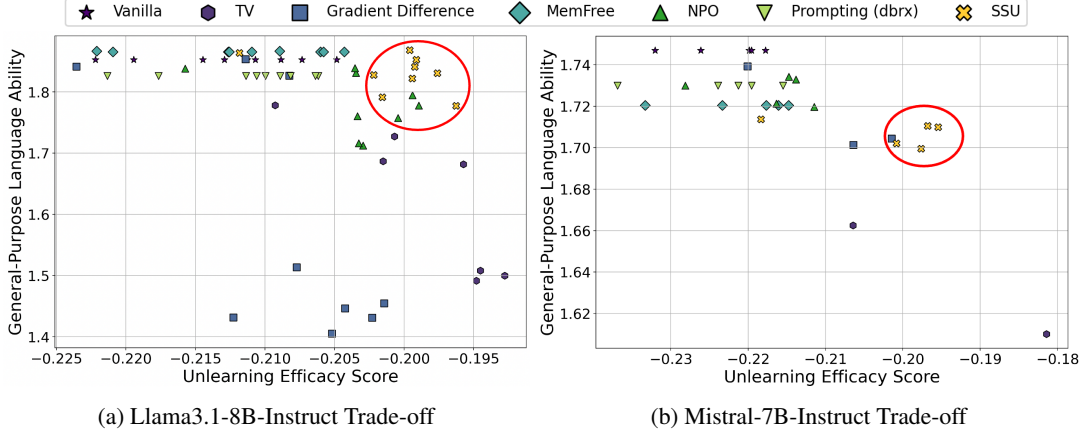 Vanilla TV Gradient Difference MemFree NPO Prompting (dbrx) SSU
General-Purpose Language Ability
1.8
1.7
1.6
1.5
1.4
−0.225 −0.220 −0.215 −0.210 −0.205 −0.200 −0.195
Unlearning Efficacy Score
(a) Llama3.1-8B-Instruct Trade-off
General-Purpose Language Ability
1.74
1.72
1.70
1.68
1.66
1.64
1.62
−0.23 −0.22 −0.21 −0.20 −0.19 −0.18
Unlearning Efficacy Score
(b) Mistral-7B-Instruct Trade-off